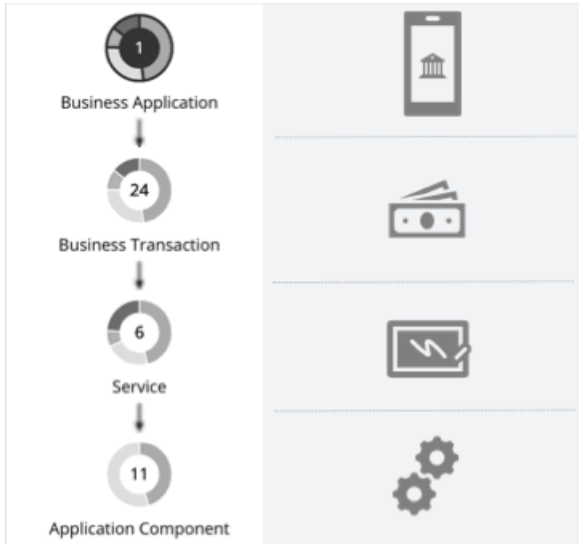 1
Business Application
24
Business Transaction
6
Service
11
Application Component